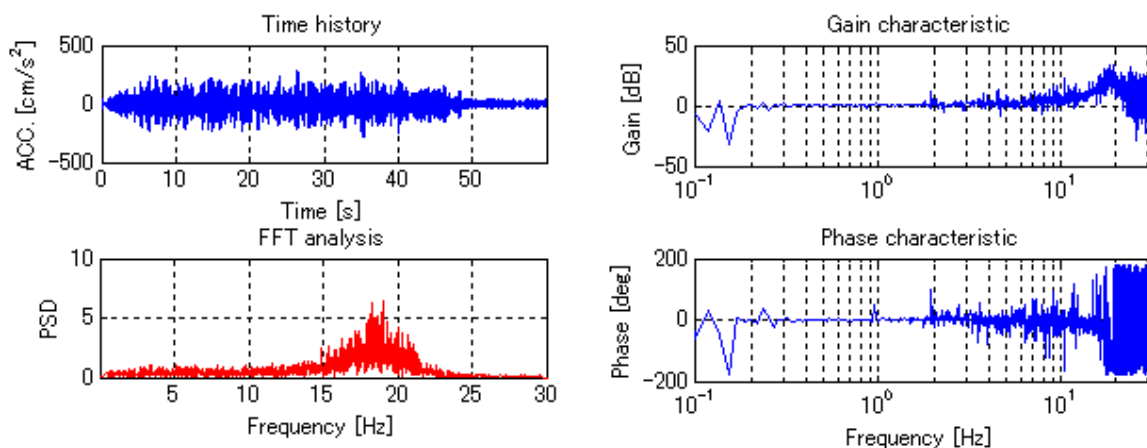 Time history
500
0
-500
ACC. [cm/s²]
0 10 20 30 40 50
Time [s]
Gain characteristic
50
0
-50
Gain [dB]
10⁻¹ 10⁰ 10¹
FFT analysis
10
5
0
PSD
5 10 15 20 25 30
Frequency [Hz]
Phase characteristic
200
0
-200
Phase [deg]
10⁻¹ 10⁰ 10¹
Frequency [Hz]